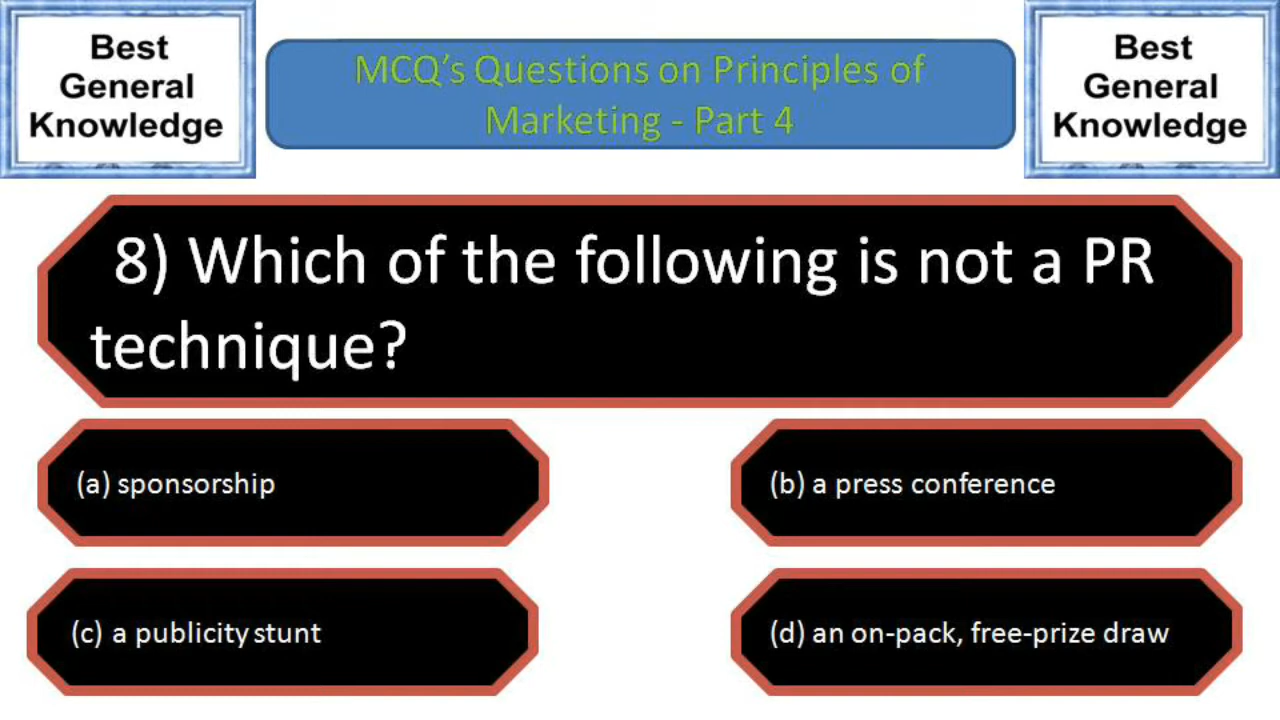 Best
General
Knowledge
MCQ’s Questions on Principles of
Marketing - Part 4
Best
General
Knowledge
8) Which of the following is not a PR
technique?
(a) sponsorship
(b) a press conference
(c) a publicity stunt
(d) an on-pack, free-prize draw